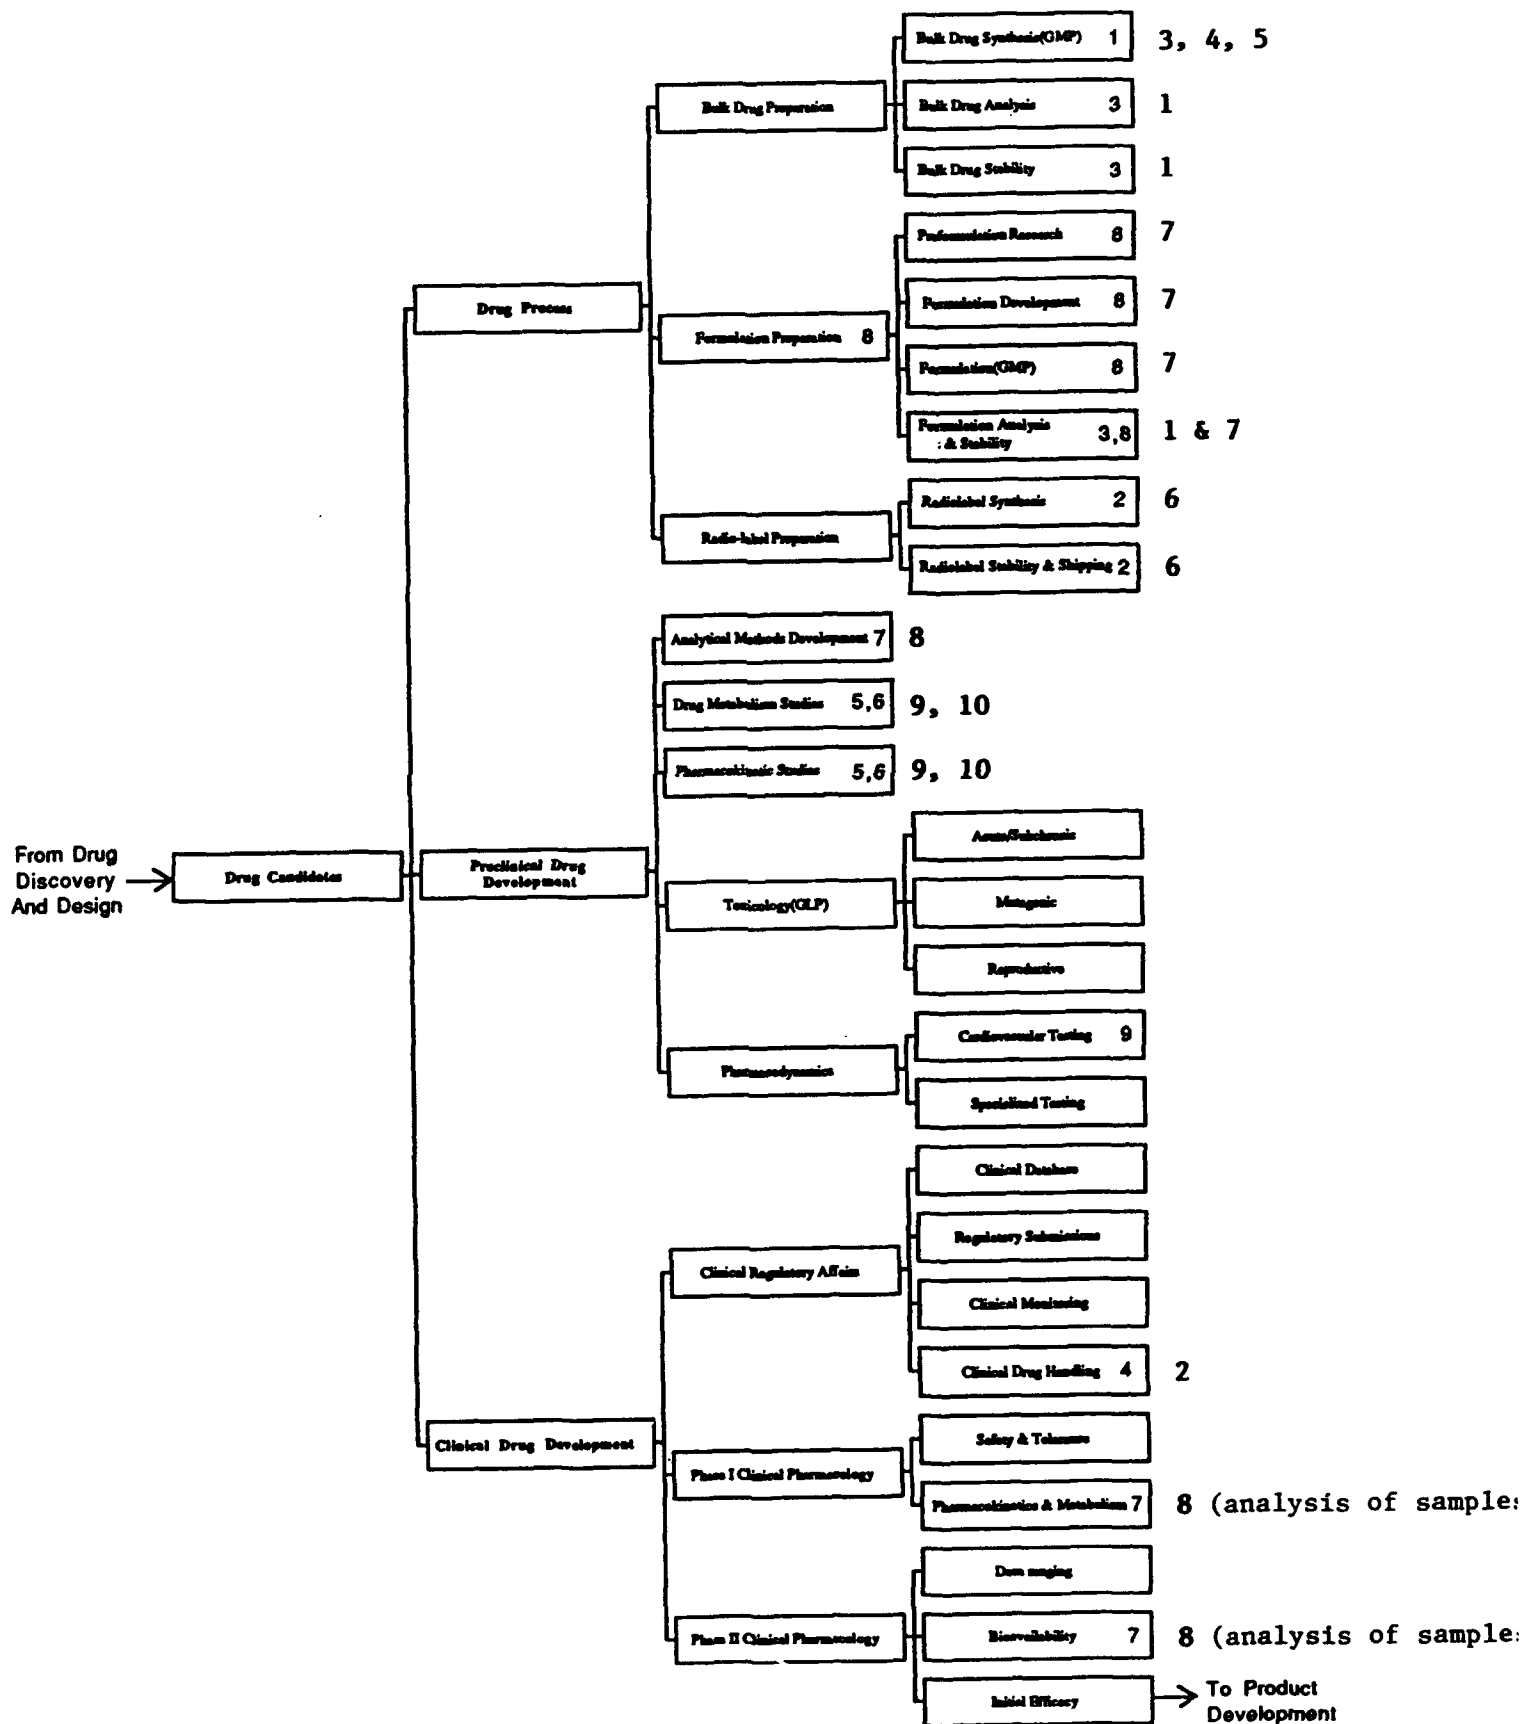 Bulk Drug Synthesis(GMP) 1 3, 4, 5
Bulk Drug Preparation
Bulk Drug Analysis 3 1
Bulk Drug Stability 3 1
Preformulation Research 8 7
Drug Process
Formulation Development 8 7
Formulation Preparation 8
Formulation(GMP) 8 7
Formulation Analysis
& Stability 3,8 1 & 7
Radiolabel Synthesis 2 6
Radio-label Preparation
Radiolabel Stability & Shipping 2 6
Analytical Methods Development 7 8
Drug Metabolism Studies 5,6 9, 10
Pharmacokinetic Studies 5,6 9, 10
Acute/Subchronic
From Drug
Discovery
And Design
Drug Candidates
Preclinical Drug
Development
Toxicology(GLP)
Mutagenic
Reproductive
Cardiovascular Testing 9
Pharmacodynamics
Specialized Testing
Clinical Database
Regulatory Submissions
Clinical Regulatory Affairs
Clinical Monitoring
Clinical Drug Handling 4 2
Clinical Drug Development
Safety & Tolerance
Phase I Clinical Pharmacology
Pharmacokinetics & Metabolism 7 8 (analysis of samples
Dose ranging
Phase II Clinical Pharmacology
Bioavailability 7 8 (analysis of samples
Initial Efficacy
To Product
Development